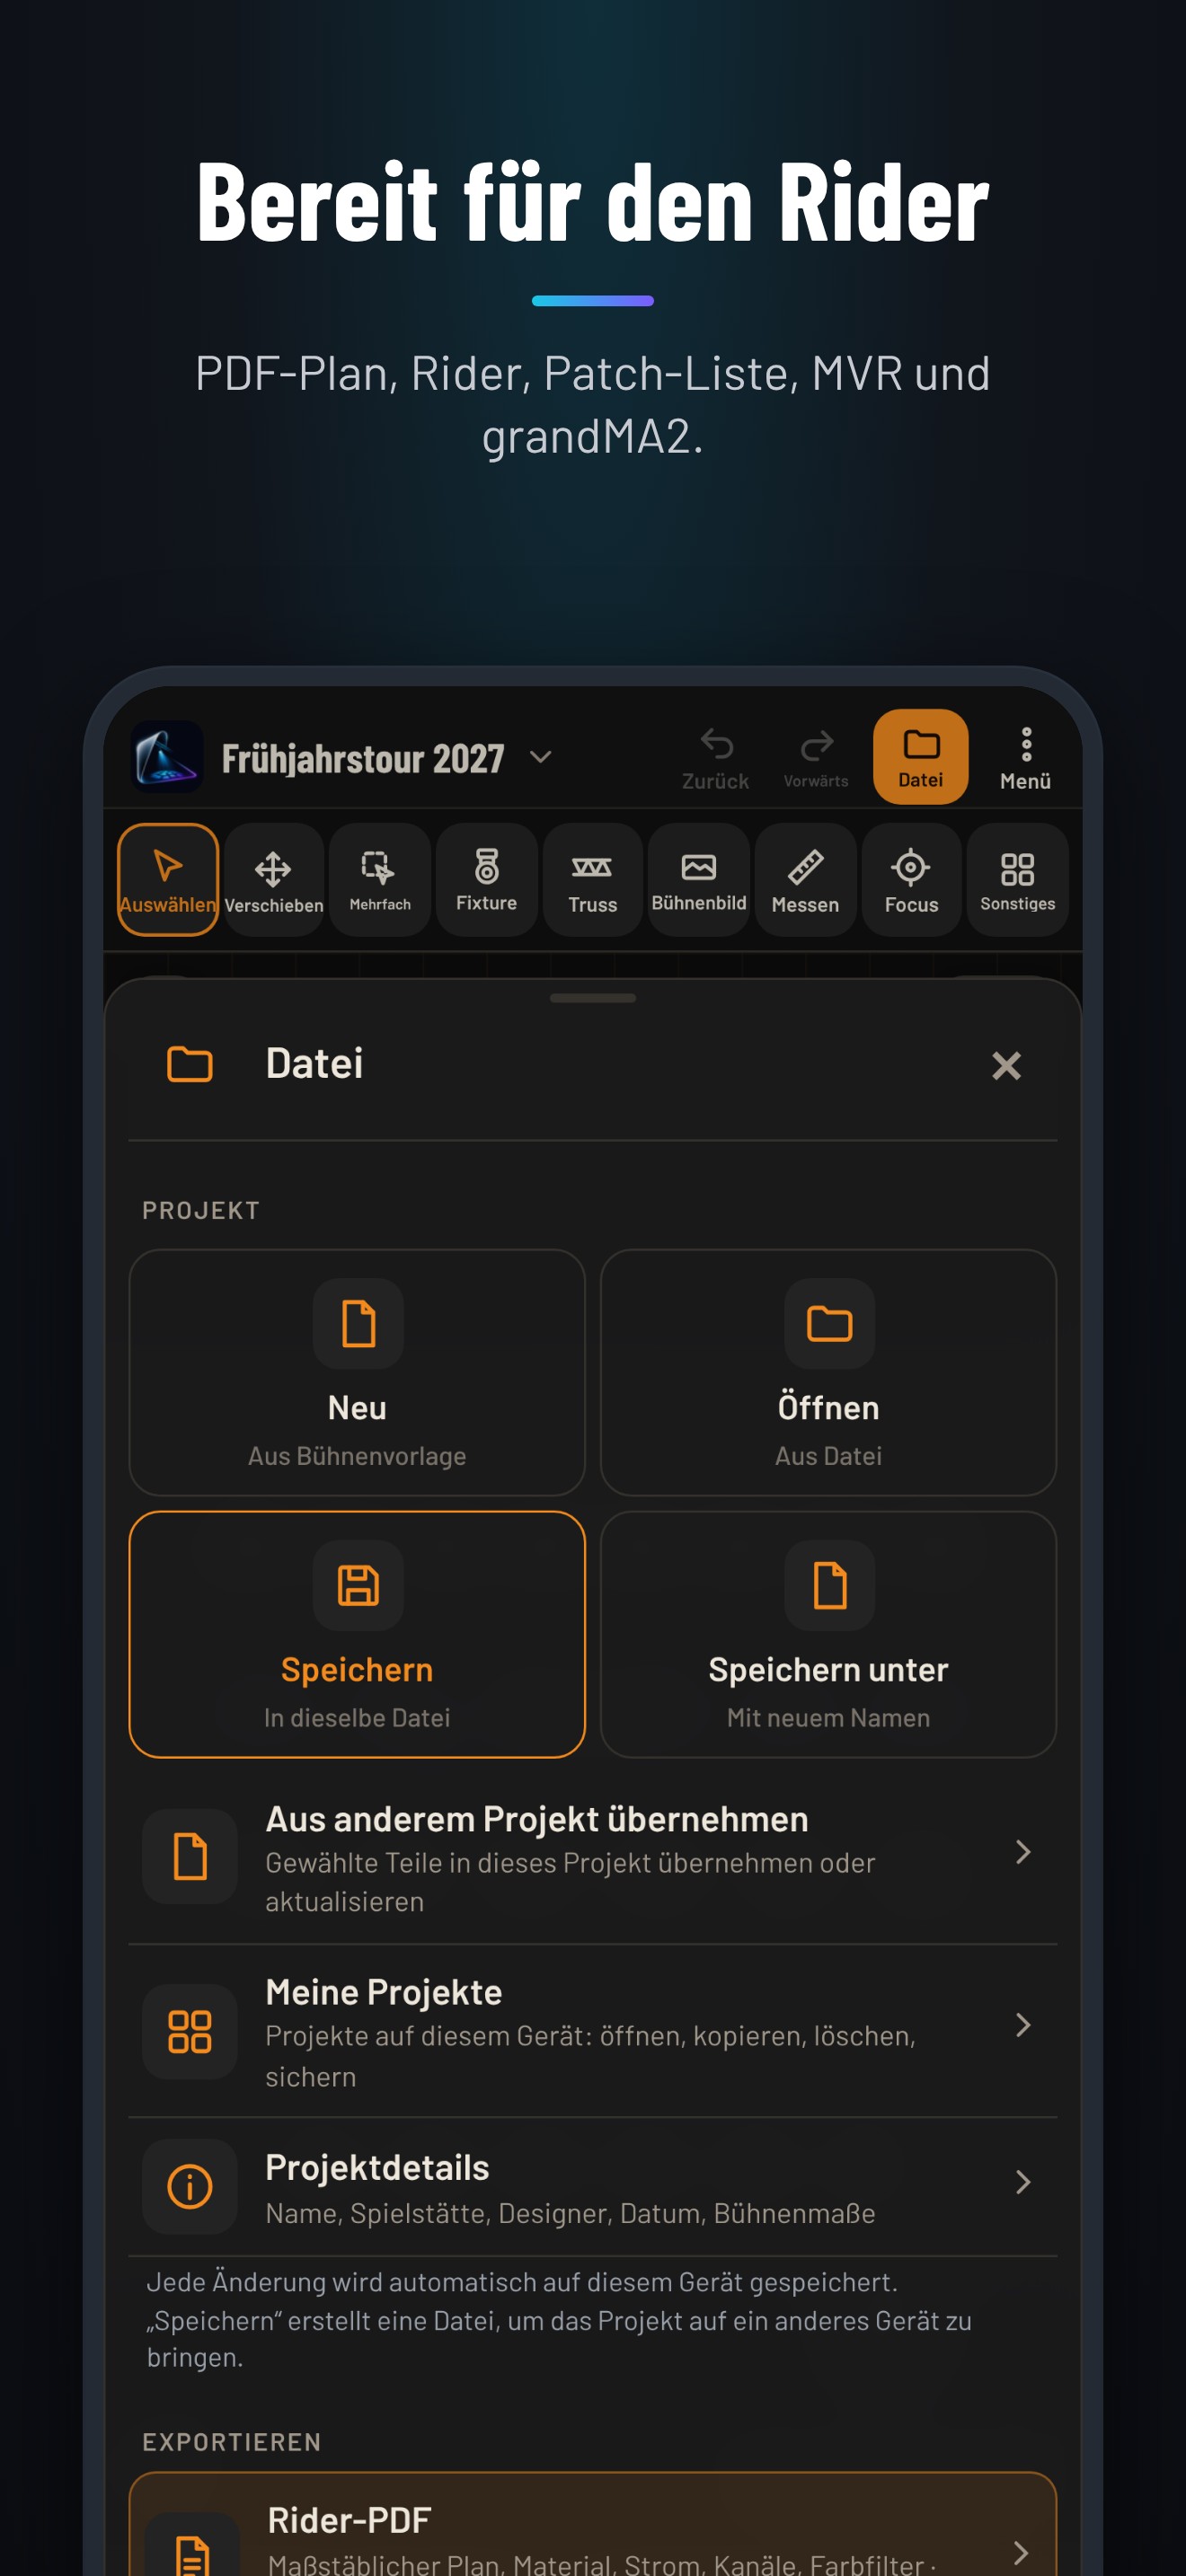 Bereit für den Rider
PDF-Plan, Rider, Patch-Liste, MVR und
grandMA2.
Frühjahrstour 2027
Zurück
Vorwärts
Datei
Menü
Auswählen
Verschieben
Mehrfach
Fixture
Truss
Bühnenbild
Messen
Focus
Sonstiges
Datei
PROJEKT
Neu
Aus Bühnenvorlage
Öffnen
Aus Datei
Speichern
In dieselbe Datei
Speichern unter
Mit neuem Namen
Aus anderem Projekt übernehmen
Gewählte Teile in dieses Projekt übernehmen oder
aktualisieren
Meine Projekte
Projekte auf diesem Gerät: öffnen, kopieren, löschen,
sichern
Projektdetails
Name, Spielstätte, Designer, Datum, Bühnenmaße
Jede Änderung wird automatisch auf diesem Gerät gespeichert.
„Speichern“ erstellt eine Datei, um das Projekt auf ein anderes Gerät zu
bringen.
EXPORTIEREN
Rider-PDF
Maßstäblicher Plan, Material, Strom, Kanäle, Farbfilter ·